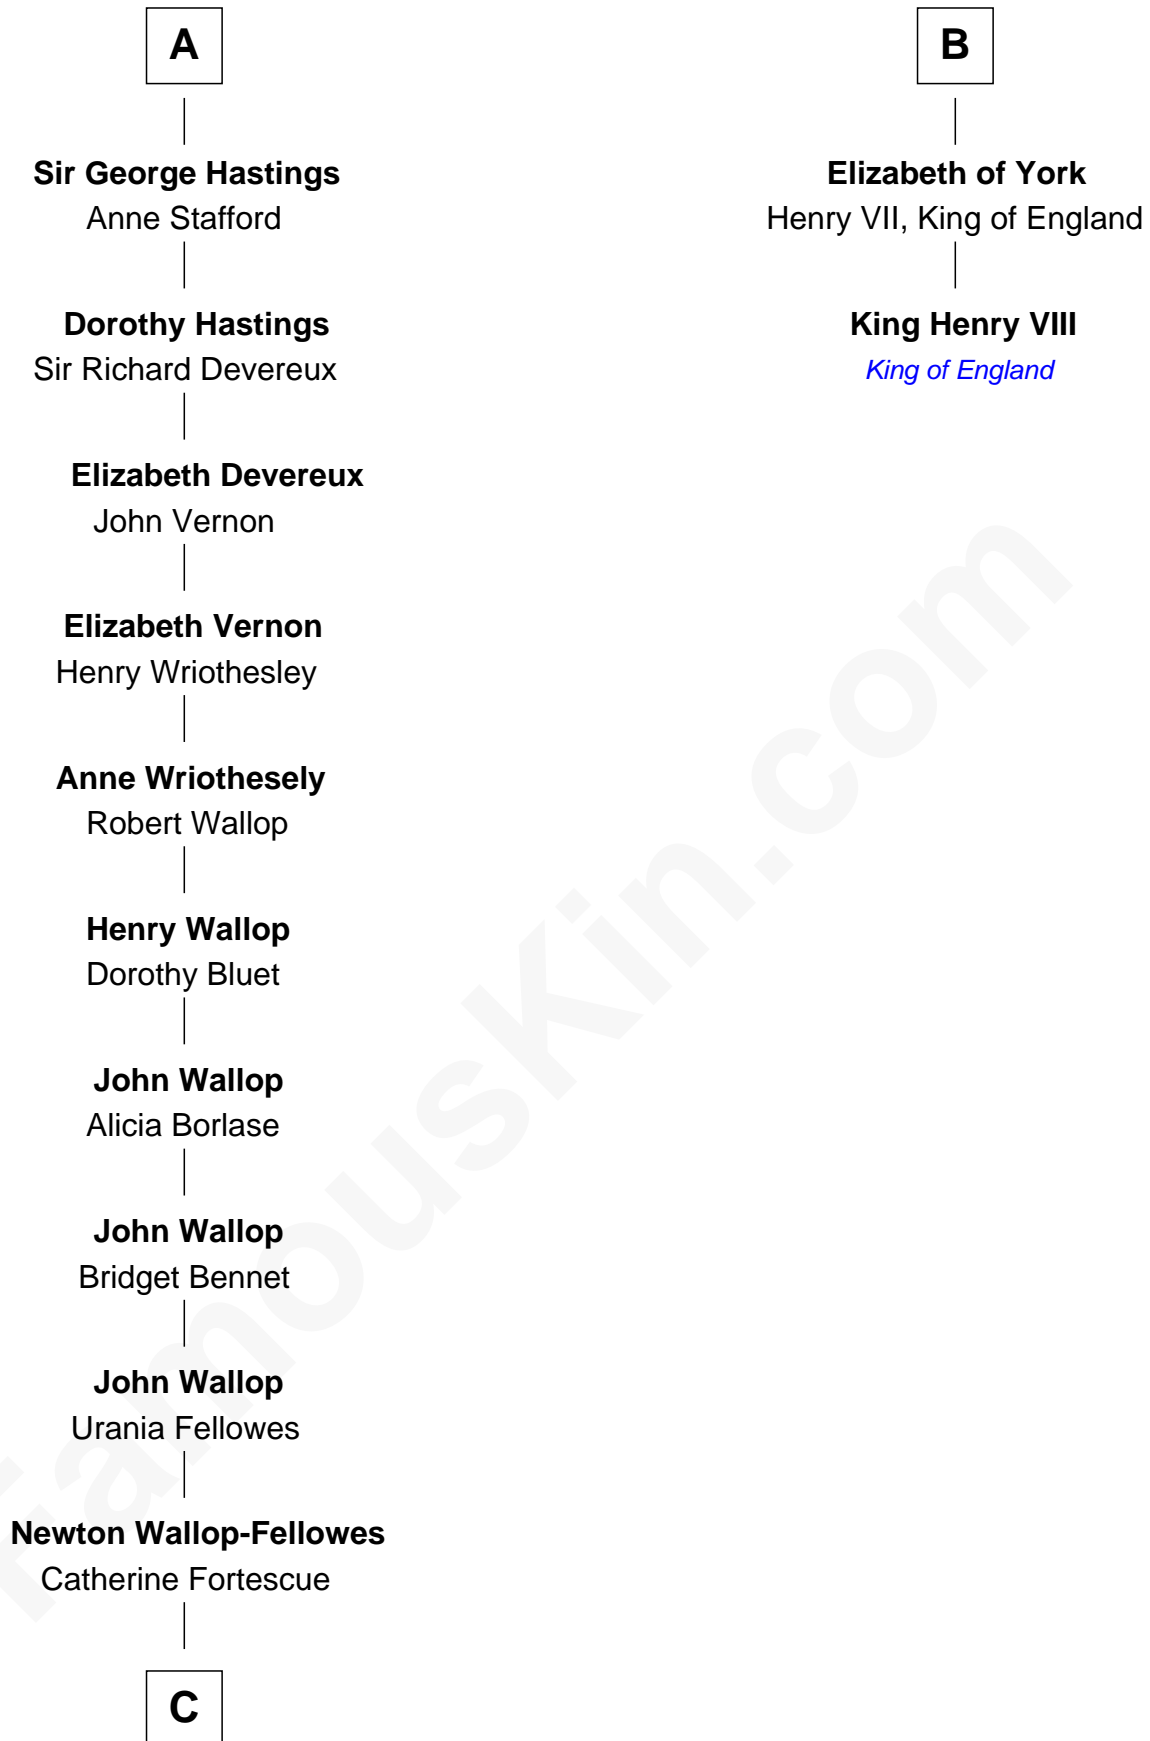 A
Sir George Hastings
Anne Stafford
Dorothy Hastings
Sir Richard Devereux
Elizabeth Devereux
John Vernon
Elizabeth Vernon
Henry Wriothesley
Anne Wriothesely
Robert Wallop
Henry Wallop
Dorothy Bluet
John Wallop
Alicia Borlase
John Wallop
Bridget Bennet
John Wallop
Urania Fellowes
Newton Wallop-Fellowes
Catherine Fortescue
C
B
Elizabeth of York
Henry VII, King of England
King Henry VIII
King of England
FamousKin.com